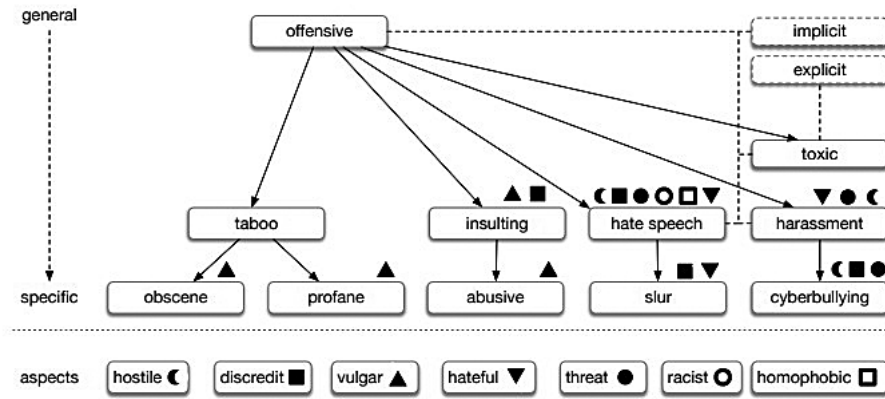 general
offensive
implicit
explicit
toxic
taboo
insulting
hate speech
harassment
specific
obscene
profane
abusive
slur
cyberbullying
aspects
hostile
discredit
vulgar
hateful
threat
racist
homophobic